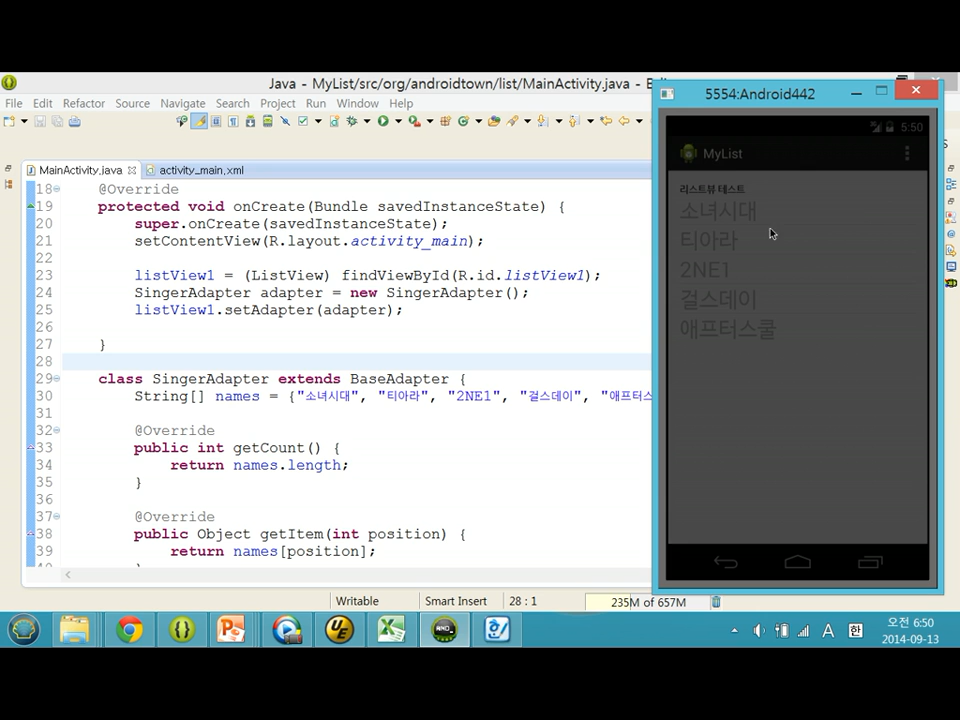 Java - MyList/src/org/androidtown/list/MainActivity.java -
5554:Android442
File Edit Refactor Source Navigate Search Project Run Window Help
5:50
MyList
MainActivity.java activity_main.xml
리스트뷰 테스트
소녀시대
티아라
2NE1
걸스데이
애프터스쿨
18 @Override
19 protected void onCreate(Bundle savedInstanceState) {
20 super.onCreate(savedInstanceState);
21 setContentView(R.layout.activity_main);
22
23 listView1 = (ListView) findViewById(R.id.listView1);
24 SingerAdapter adapter = new SingerAdapter();
25 listView1.setAdapter(adapter);
26
27 }
28
29 class SingerAdapter extends BaseAdapter {
30 String[] names = {"소녀시대", "티아라", "2NE1", "걸스데이", "애프터스
31
32 @Override
33 public int getCount() {
34 return names.length;
35 }
36
37 @Override
38 public Object getItem(int position) {
39 return names[position];
Writable Smart Insert 28 : 1 235M of 657M
A 한 오전 6:50
2014-09-13